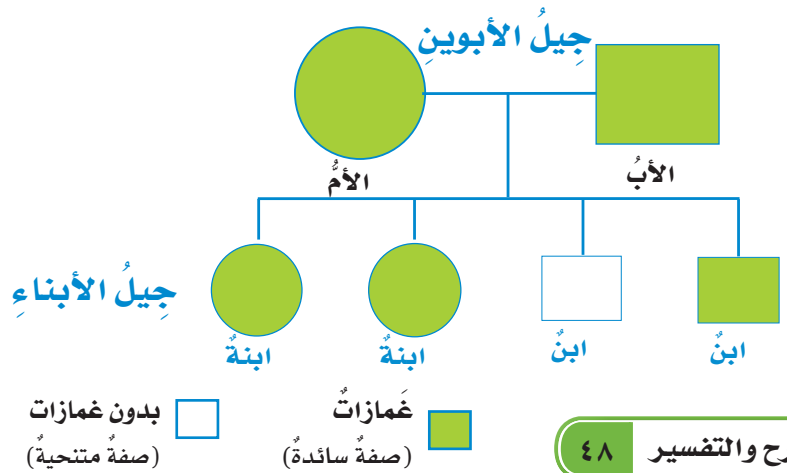 جِيلُ الأبوينِ
الأبُ
الأمُّ
جِيلُ الأبناءِ
ابنٌ
ابنٌ
ابنةٌ
ابنةٌ
غَمازاتٌ
(صفةٌ سائدةٌ)
بدون غمازات
(صفةٌ متنحيةٌ)
والتفسير ٤٨